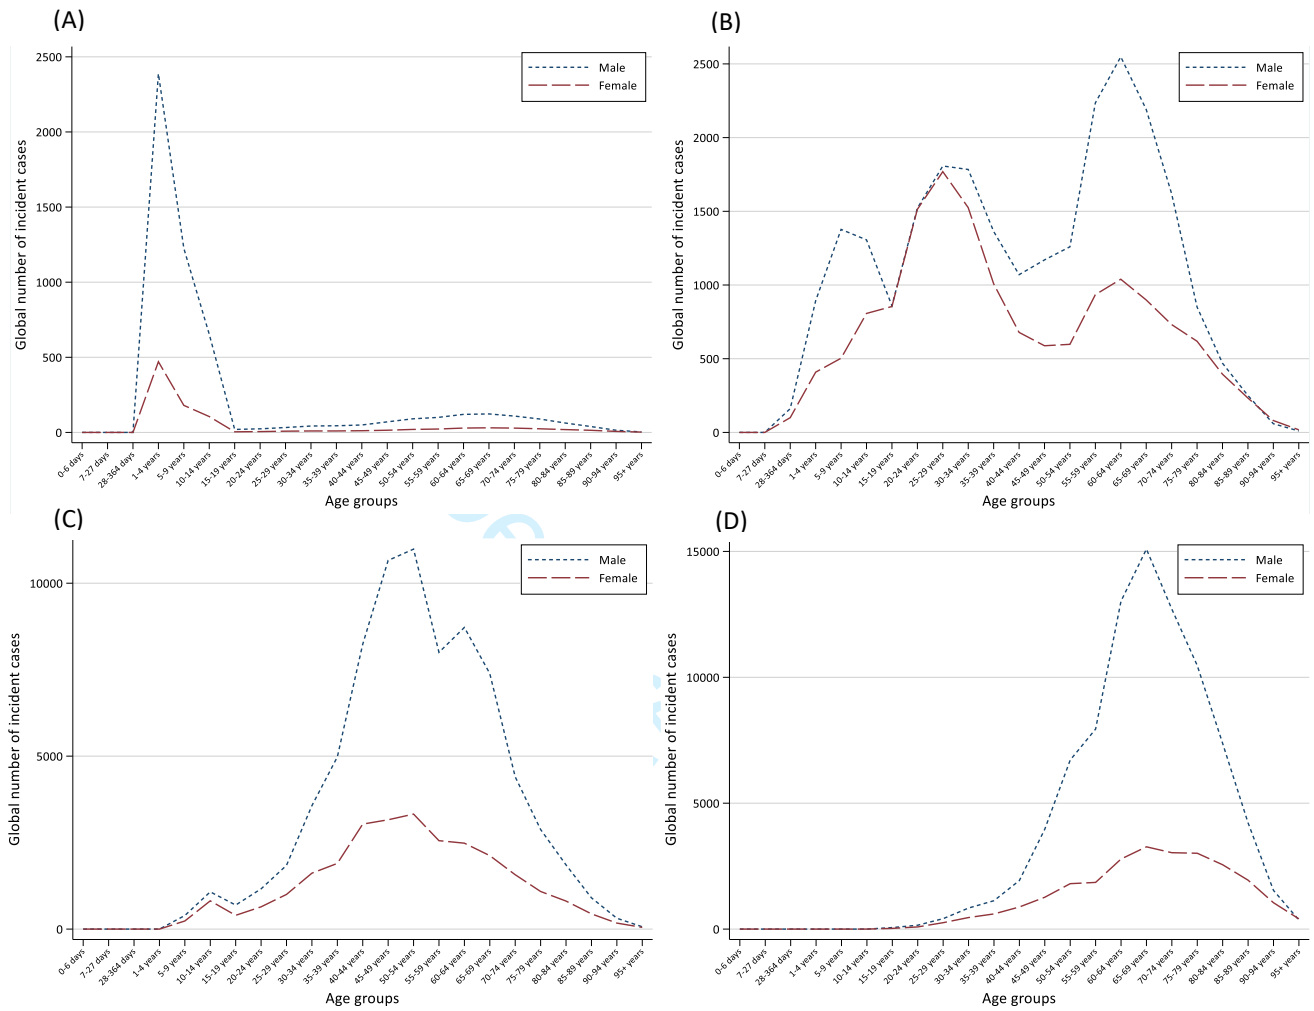 (A)
Global number of incident cases
2500
2000
1500
1000
500
0
Male
Female
0-6 days
7-27 days
28-364 days
1-4 years
5-9 years
10-14 years
15-19 years
20-24 years
25-29 years
30-34 years
35-39 years
40-44 years
45-49 years
50-54 years
55-59 years
60-64 years
65-69 years
70-74 years
75-79 years
80-84 years
85-89 years
90-94 years
95+ years
Age groups
(B)
Global number of incident cases
2500
2000
1500
1000
500
0
Male
Female
0-6 days
7-27 days
28-364 days
1-4 years
5-9 years
10-14 years
15-19 years
20-24 years
25-29 years
30-34 years
35-39 years
40-44 years
45-49 years
50-54 years
55-59 years
60-64 years
65-69 years
70-74 years
75-79 years
80-84 years
85-89 years
90-94 years
95+ years
Age groups
(C)
Global number of incident cases
10000
5000
0
Male
Female
0-6 days
7-27 days
28-364 days
1-4 years
5-9 years
10-14 years
15-19 years
20-24 years
25-29 years
30-34 years
35-39 years
40-44 years
45-49 years
50-54 years
55-59 years
60-64 years
65-69 years
70-74 years
75-79 years
80-84 years
85-89 years
90-94 years
95+ years
Age groups
(D)
Global number of incident cases
15000
10000
5000
0
Male
Female
0-6 days
7-27 days
28-364 days
1-4 years
5-9 years
10-14 years
15-19 years
20-24 years
25-29 years
30-34 years
35-39 years
40-44 years
45-49 years
50-54 years
55-59 years
60-64 years
65-69 years
70-74 years
75-79 years
80-84 years
85-89 years
90-94 years
95+ years
Age groups